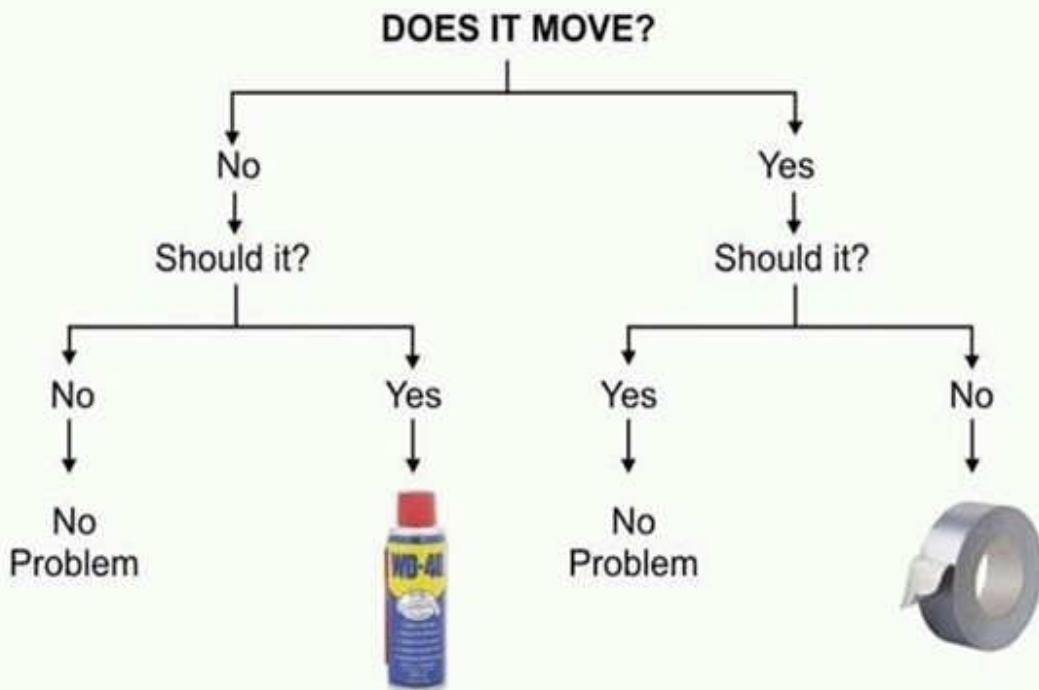 DOES IT MOVE?
No
Yes
Should it?
Should it?
No
Yes
Yes
No
No
Problem
WD-40
No
Problem